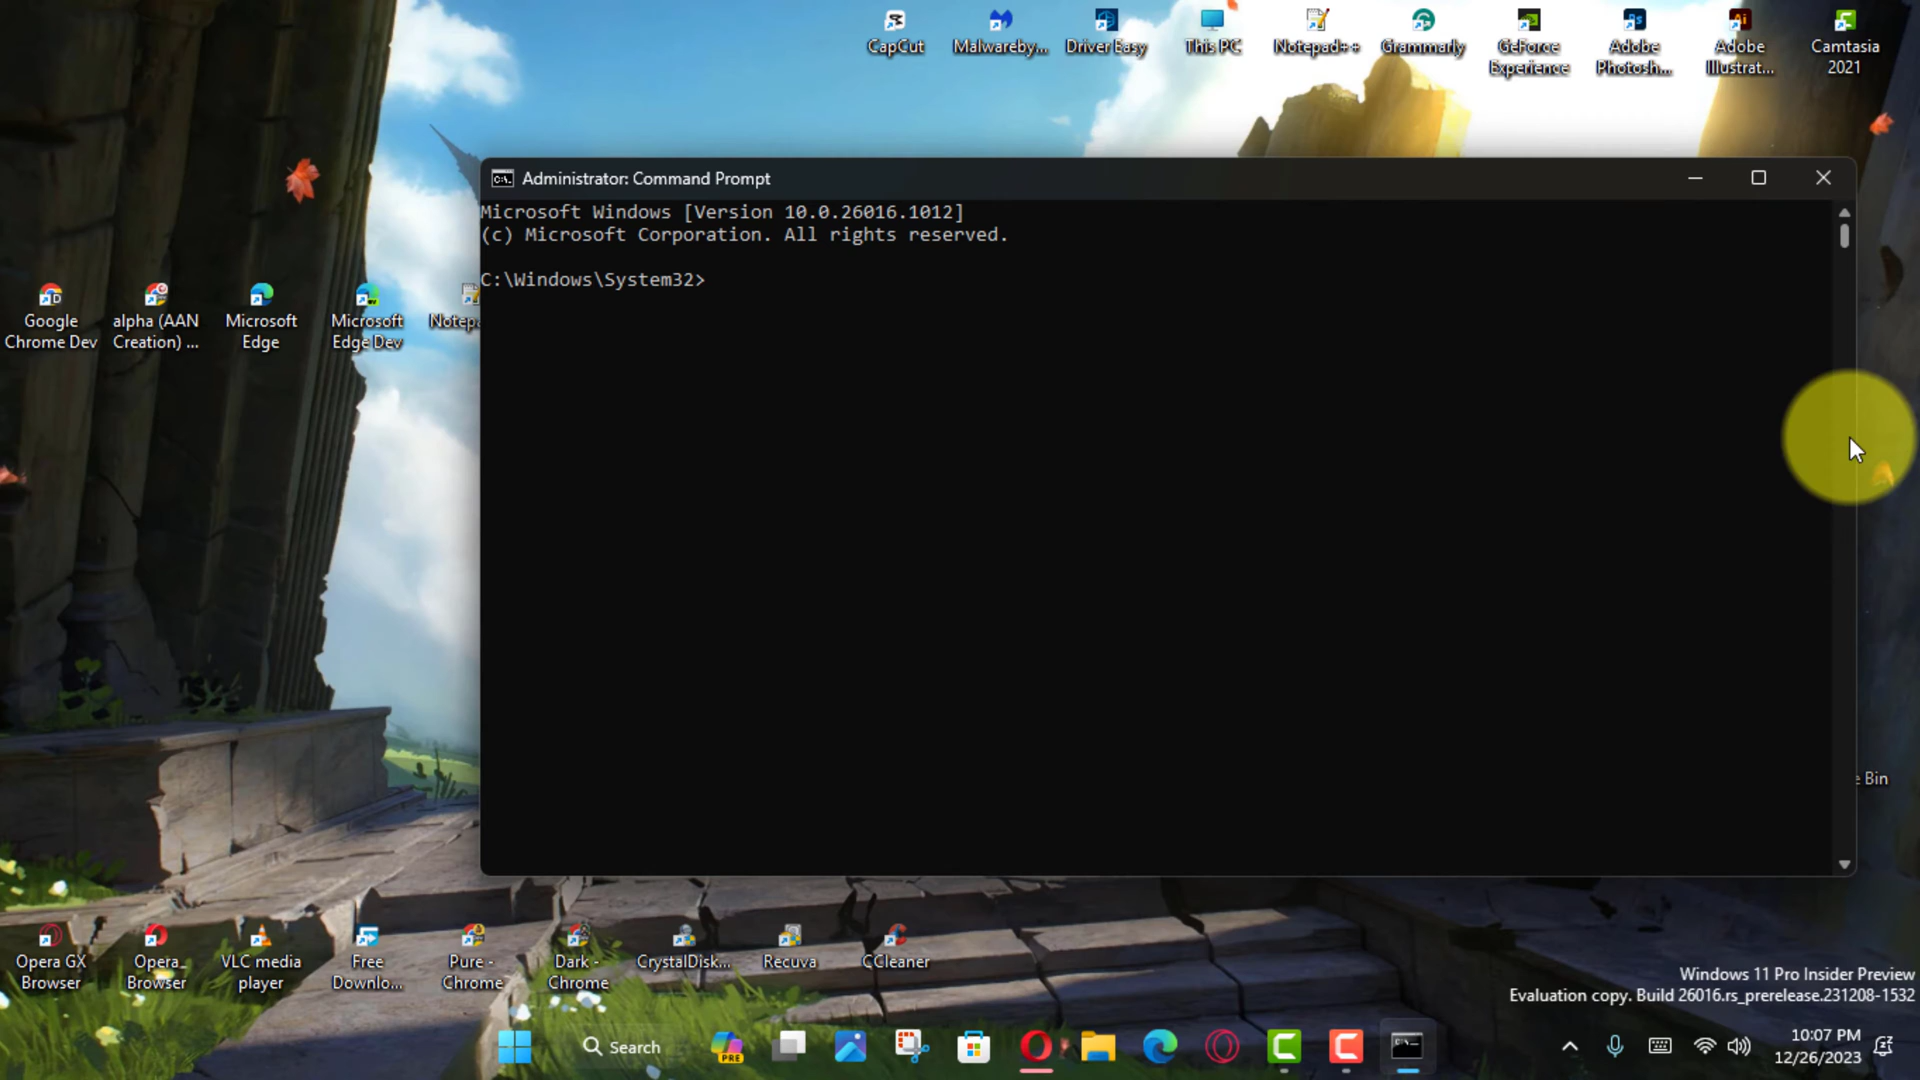 CapCut
Malwareby...
Driver Easy
This PC
Notepad++
Grammarly
GeForce
Experience
Adobe
Photosh...
Adobe
Illustrat...
Camtasia
2021
Administrator: Command Prompt
Microsoft Windows [Version 10.0.26016.1012]
(c) Microsoft Corporation. All rights reserved.
C:\Windows\System32>
Google
Chrome Dev
alpha (AAN
Creation) ...
Microsoft
Edge
Microsoft
Edge Dev
Notep
e Bin
Opera GX
Browser
Opera
Browser
VLC media
player
Free
Downlo...
Pure -
Chrome
Dark -
Chrome
CrystalDisk...
Recuva
CCleaner
Windows 11 Pro Insider Preview
Evaluation copy. Build 26016.rs_prerelease.231208-1532
Search
PRE
10:07 PM
12/26/2023